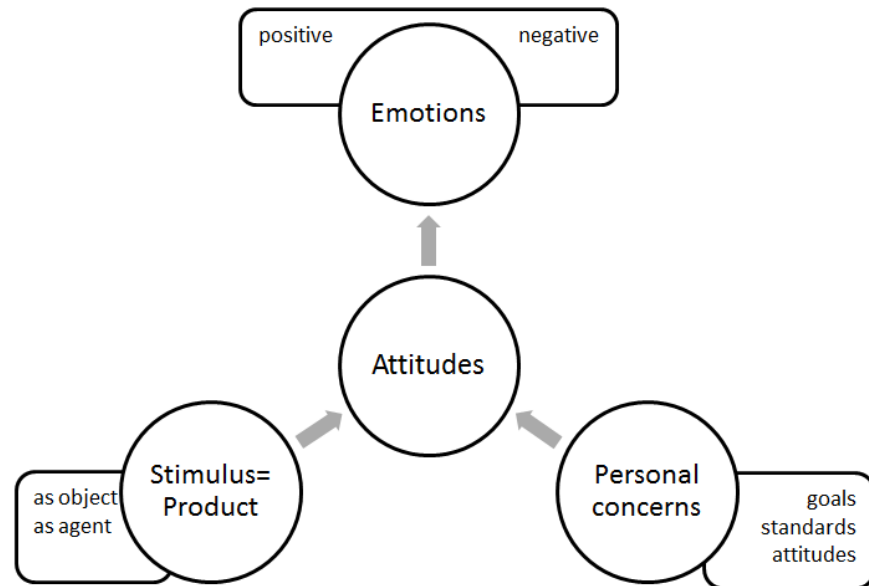 positive negative
Emotions
Attitudes
Stimulus=
Product
as object
as agent
Personal
concerns
goals
standards
attitudes